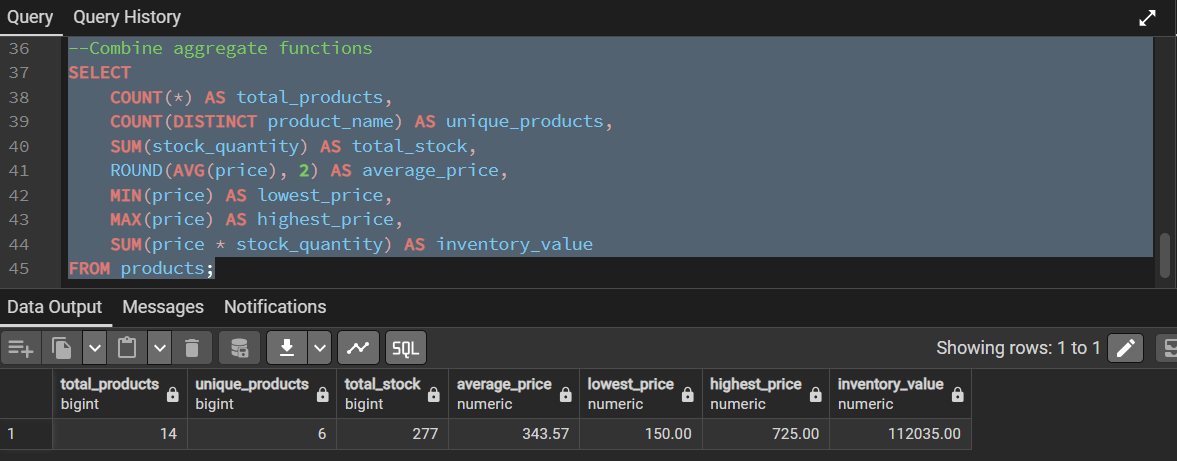 Query Query History
36 --Combine aggregate functions
37 SELECT
38 COUNT(*) AS total_products,
39 COUNT(DISTINCT product_name) AS unique_products,
40 SUM(stock_quantity) AS total_stock,
41 ROUND(AVG(price), 2) AS average_price,
42 MIN(price) AS lowest_price,
43 MAX(price) AS highest_price,
44 SUM(price * stock_quantity) AS inventory_value
45 FROM products;
Data Output Messages Notifications
SQL Showing rows: 1 to 1
total_products unique_products total_stock average_price lowest_price highest_price inventory_value
bigint bigint bigint numeric numeric numeric numeric
1 14 6 277 343.57 150.00 725.00 112035.00